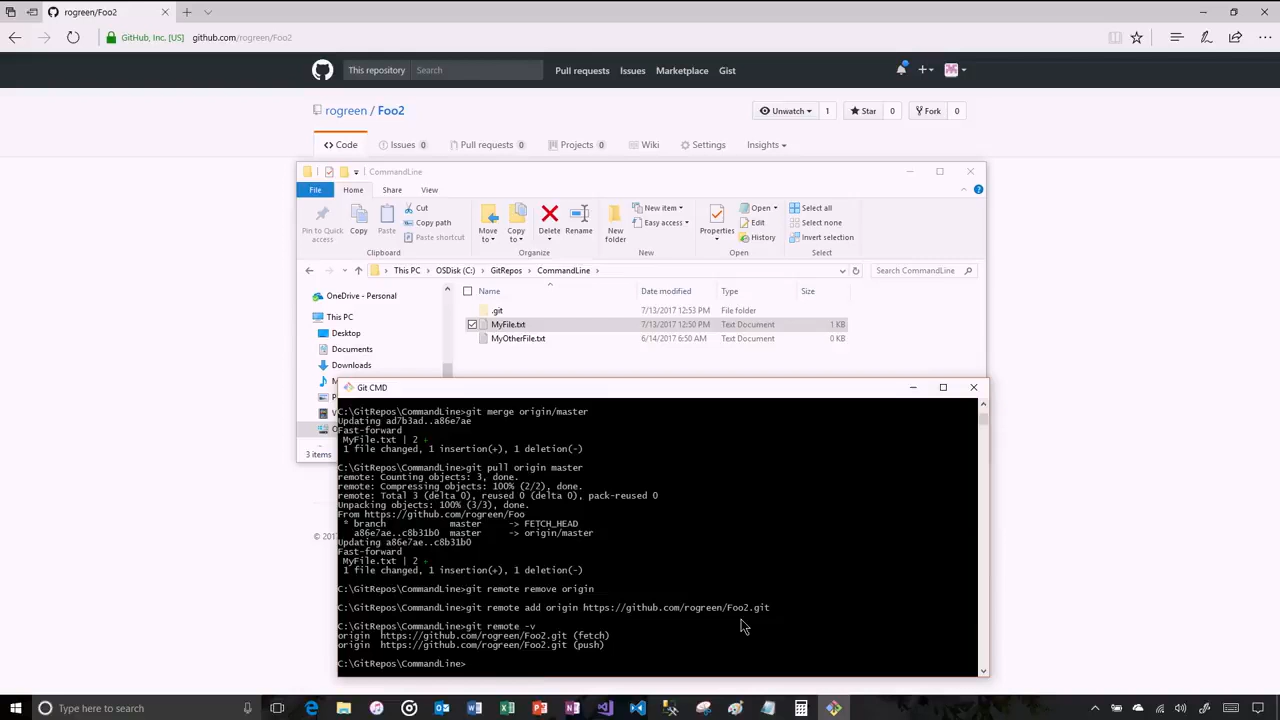 rogreen/Foo2
GitHub, Inc. [US] github.com/rogreen/Foo2
This repository Search Pull requests Issues Marketplace Gist
rogreen / Foo2 Unwatch 1 Star 0 Fork 0
Code Issues 0 Pull requests 0 Projects 0 Wiki Settings Insights
CommandLine
File Home Share View
Pin to Quick access
Copy
Paste
Cut
Copy path
Paste shortcut
Move to
Copy to
Delete
Rename
New folder
New item
Easy access
Properties
Open
Edit
History
Select all
Select none
Invert selection
Clipboard Organize New Open Select
This PC OSDisk (C:) GitRepos CommandLine Search CommandLine
Name Date modified Type Size
OneDrive - Personal
This PC
Desktop
Documents
Downloads
.git 7/13/2017 12:53 PM File folder
MyFile.txt 7/13/2017 12:50 PM Text Document 1 KB
MyOtherFile.txt 6/14/2017 6:50 AM Text Document
3 items
Git CMD
C:\GitRepos\CommandLine>git merge origin/master
Updating ad7b3ad..a86e7ae
Fast-forward
MyFile.txt | 2 +
1 file changed, 1 insertion(+), 1 deletion(-)
C:\GitRepos\CommandLine>git pull origin master
remote: Counting objects: 3, done.
remote: Compressing objects: 100% (2/2), done.
remote: Total 3 (delta 0), reused 0 (delta 0), pack-reused 0
Unpacking objects: 100% (3/3), done.
From https://github.com/rogreen/Foo
* branch master -> FETCH_HEAD
a86e7ae..c8b31b0 master -> origin/master
Updating a86e7ae..c8b31b0
Fast-forward
MyFile.txt | 2 +
1 file changed, 1 insertion(+), 1 deletion(-)
C:\GitRepos\CommandLine>git remote remove origin
C:\GitRepos\CommandLine>git remote add origin https://github.com/rogreen/Foo2.git
C:\GitRepos\CommandLine>git remote -v
origin https://github.com/rogreen/Foo2.git (fetch)
origin https://github.com/rogreen/Foo2.git (push)
C:\GitRepos\CommandLine>
© 2017
Type here to search